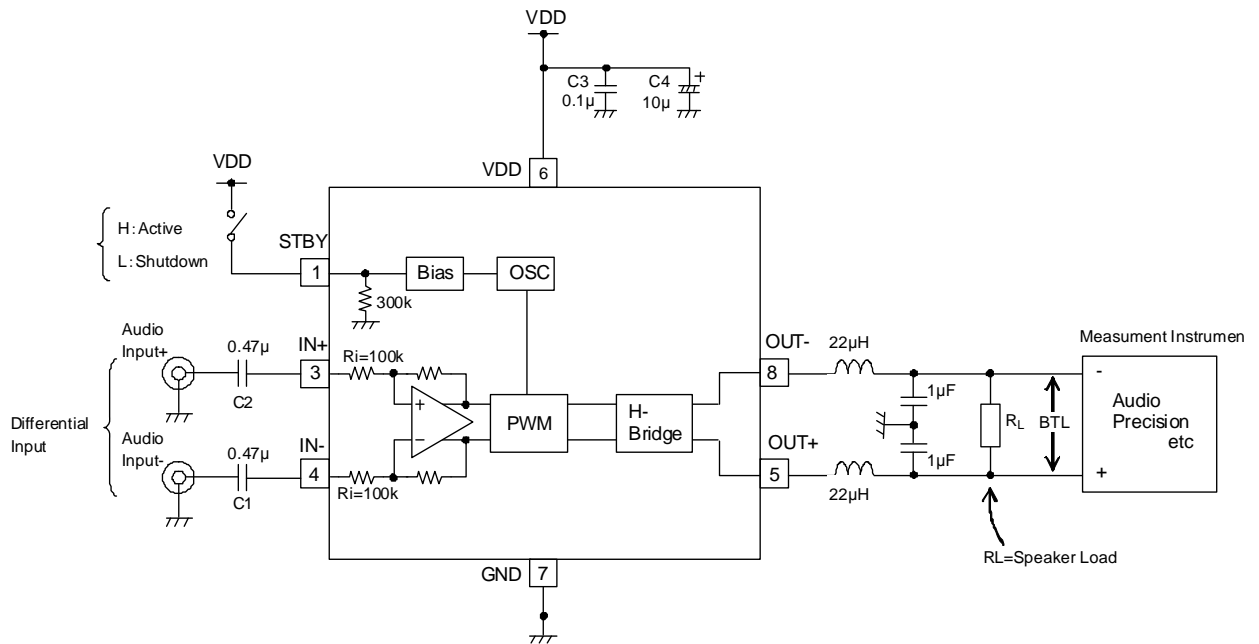 VDD
C3
0.1µ
C4
+
10µ
VDD
6
VDD
H:Active
L:Shutdown
STBY
1
Bias
OSC
300k
Audio
Input+
0.47µ
C2
IN+
3
Ri=100k
Differential
Input
Audio
Input-
0.47µ
C1
IN-
4
Ri=100k
+
−
PWM
H-
Bridge
OUT-
8
22µH
OUT+
5
22µH
1µF
1µF
RL
BTL
Measument Instrumen
-
Audio
Precision
etc
+
RL=Speaker Load
GND
7